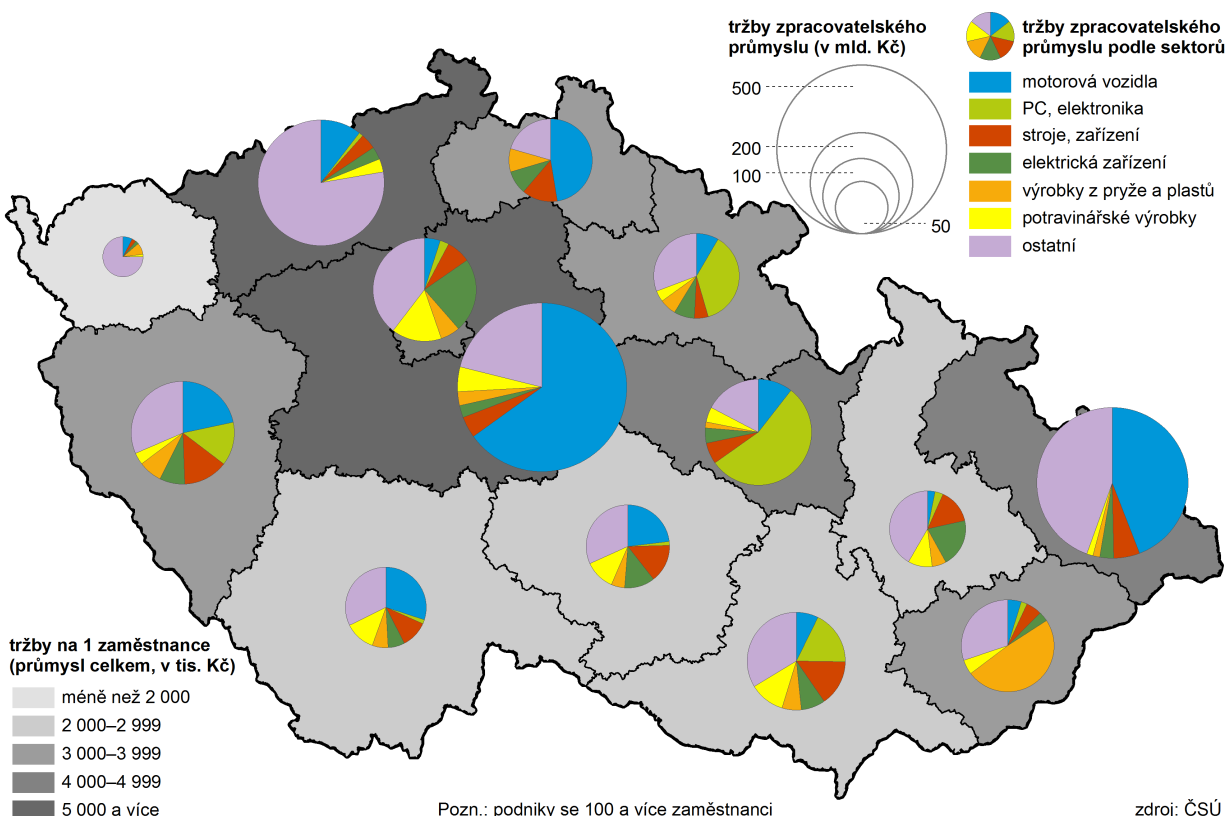 tržby zpracovatelského
průmyslu (v mld. Kč)
500
200
100
50
tržby zpracovatelského
průmyslu podle sektorů
motorová vozidla
PC, elektronika
stroje, zařízení
elektrická zařízení
výrobky z pryže a plastů
potravinářské výrobky
ostatní
tržby na 1 zaměstnance
(průmysl celkem, v tis. Kč)
méně než 2 000
2 000–2 999
3 000–3 999
4 000–4 999
5 000 a více
Pozn.: podniky se 100 a více zaměstnanci
zdroj: ČSÚ